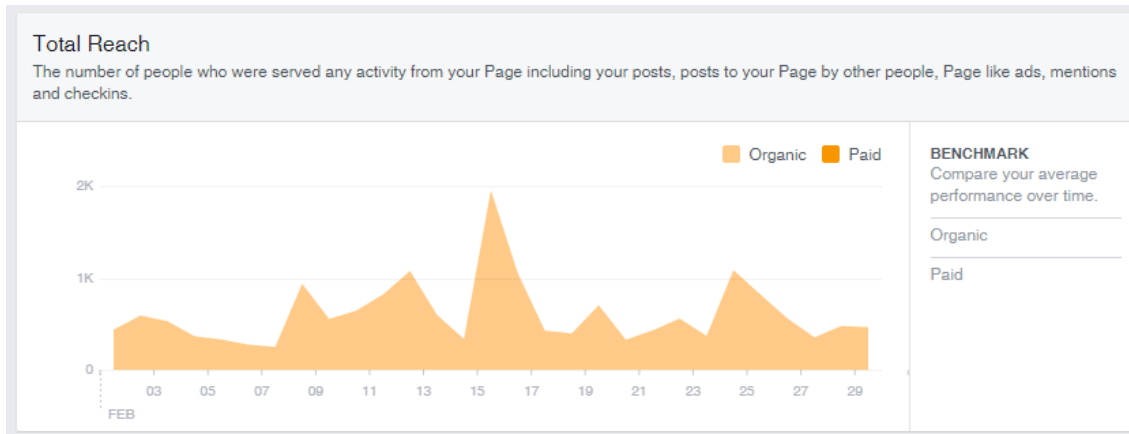 Total Reach
The number of people who were served any activity from your Page including your posts, posts to your Page by other people, Page like ads, mentions
and checkins.
Organic Paid
2K
1K
0
03 05 07 09 11 13 15 17 19 21 23 25 27 29
FEB
BENCHMARK
Compare your average
performance over time.
Organic
Paid